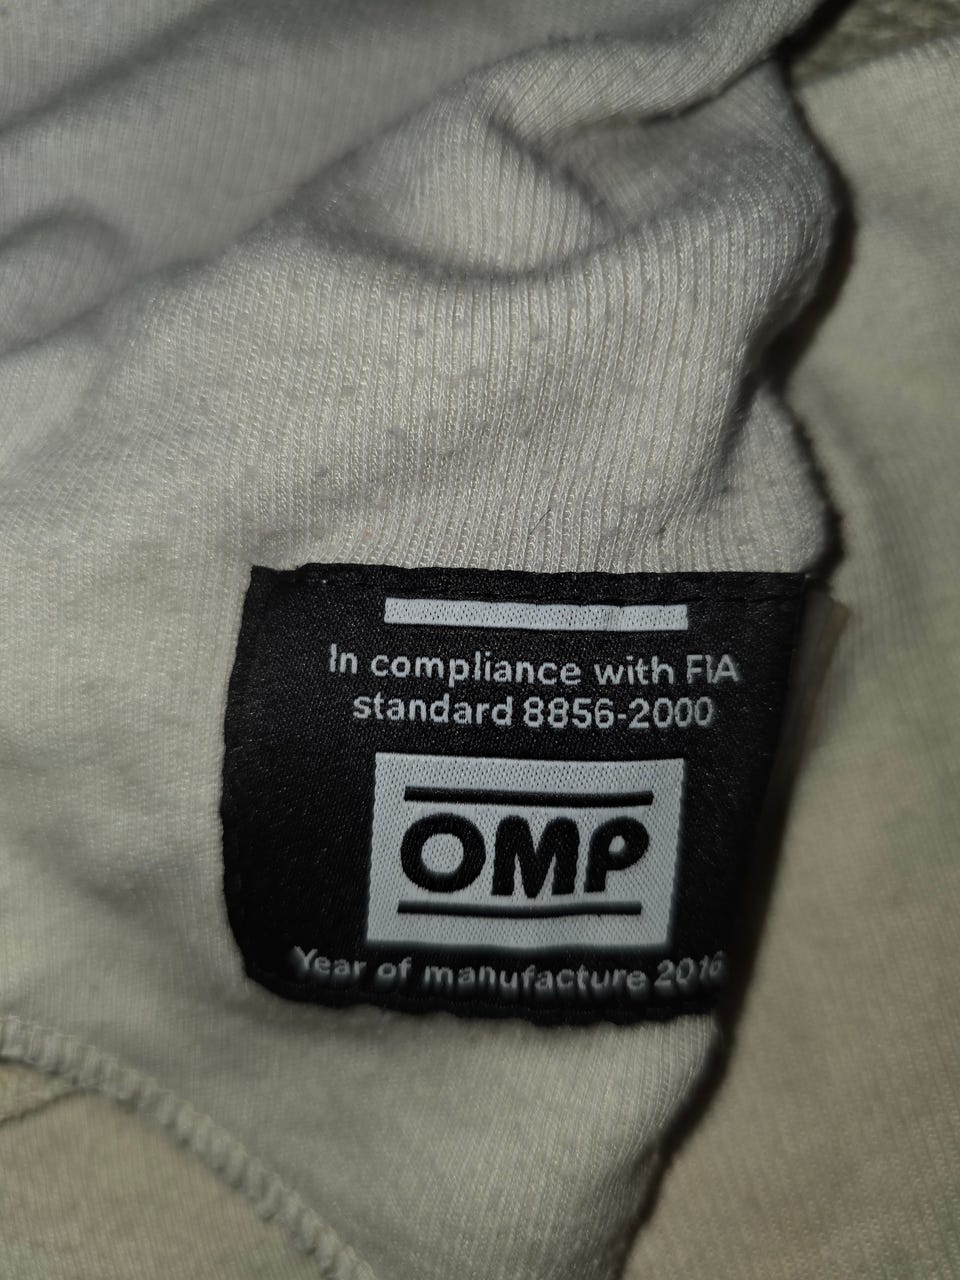 In compliance with FIA
standard 8856-2000
OMP
Year of manufacture 2016